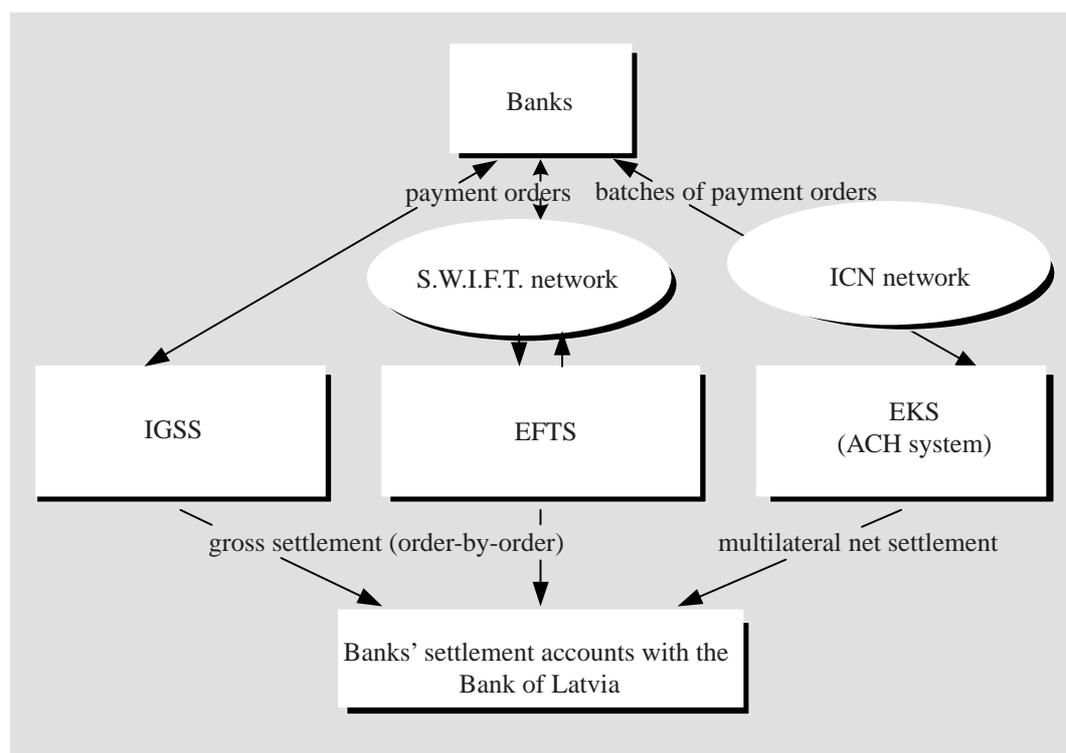 Banks
payment orders
batches of payment orders
S.W.I.F.T. network
ICN network
IGSS
EFTS
EKS
(ACH system)
gross settlement (order-by-order)
multilateral net settlement
Banks’ settlement accounts with the
Bank of Latvia